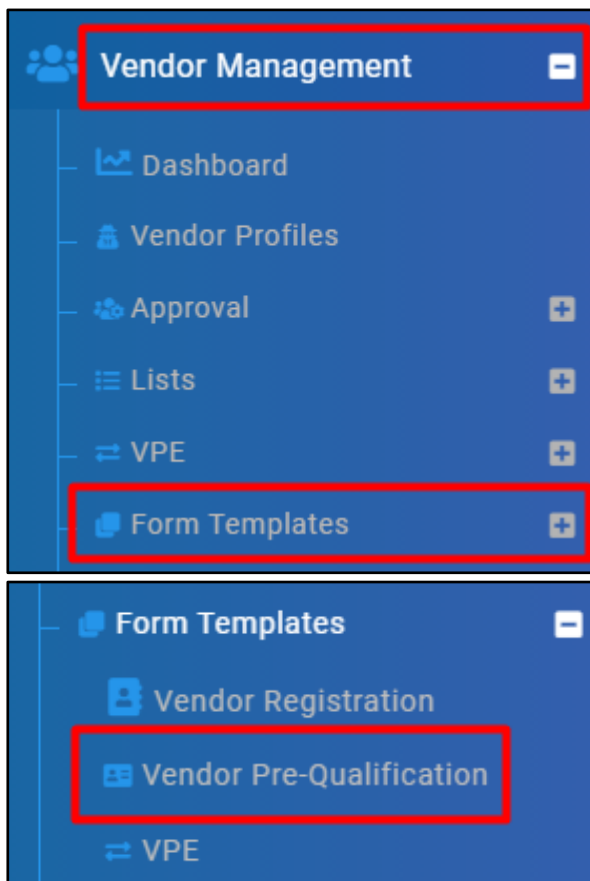 Vendor Management
Dashboard
Vendor Profiles
Approval
Lists
VPE
Form Templates
Form Templates
Vendor Registration
Vendor Pre-Qualification
VPE